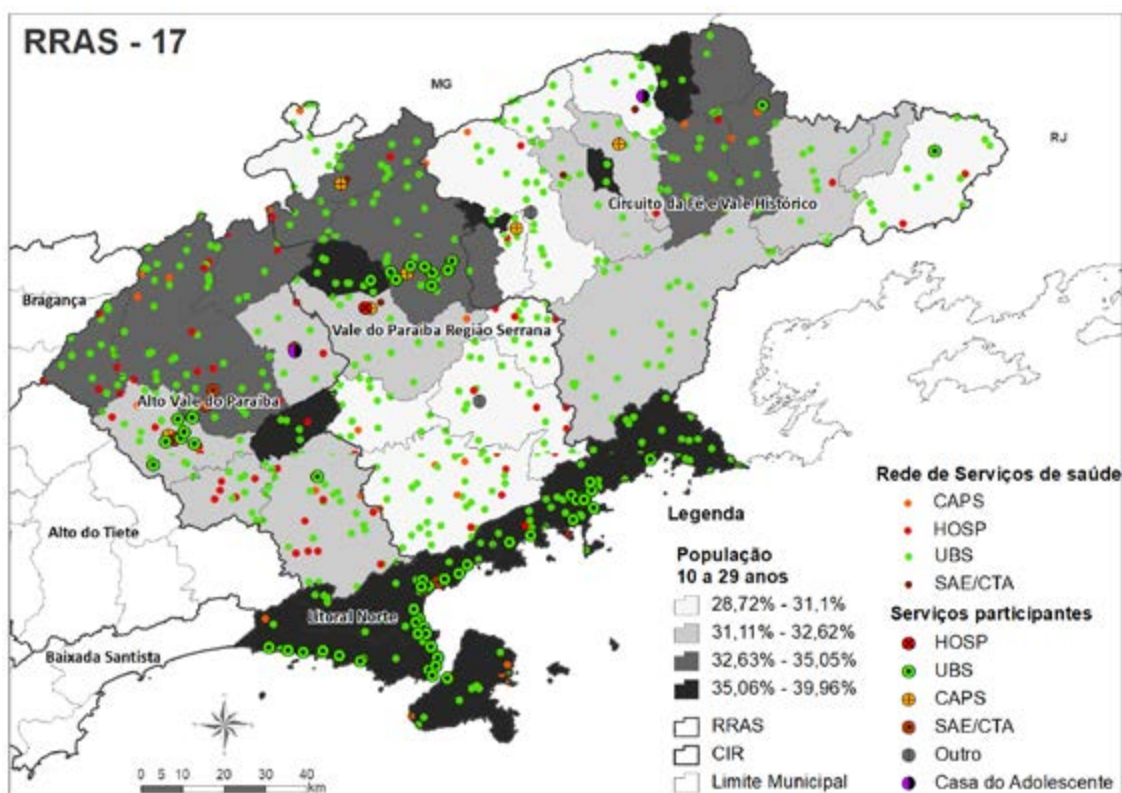 RRAS - 17
MG
RJ
Circuito da Fé e Vale Histórico
Bragança
Vale do Paraíba Região Serrana
Alto Vale do Paraíba
Alto do Tiete
Litoral Norte
Baixada Santista
0 5 10 20 30 40
km
Legenda
População
10 a 29 anos
28,72% - 31,1%
31,11% - 32,62%
32,63% - 35,05%
35,06% - 39,96%
RRAS
CIR
Limite Municipal
Rede de Serviços de saúde
CAPS
HOSP
UBS
SAE/CTA
Serviços participantes
HOSP
UBS
CAPS
SAE/CTA
Outro
Casa do Adolescente